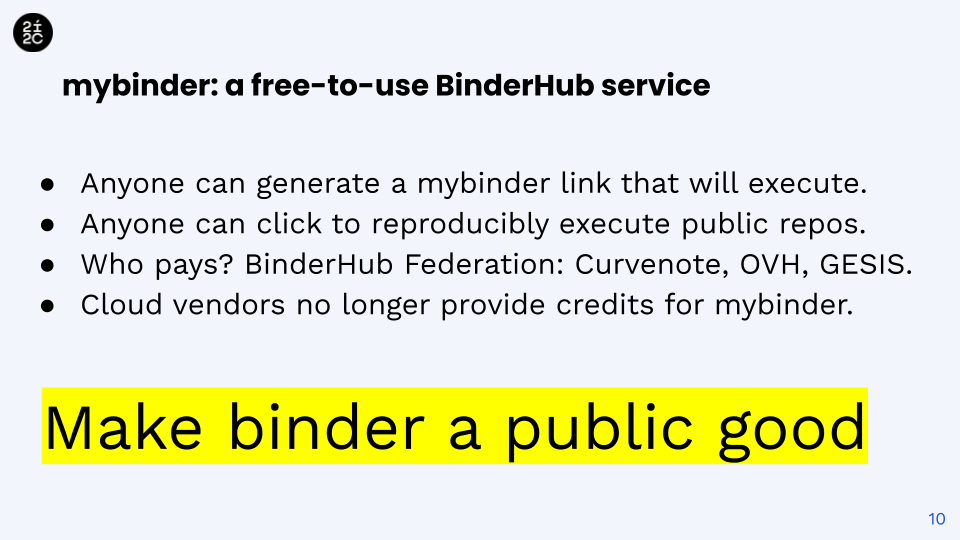 2i
2C
mybinder: a free-to-use BinderHub service
● Anyone can generate a mybinder link that will execute.
● Anyone can click to reproducibly execute public repos.
● Who pays? BinderHub Federation: Curvenote, OVH, GESIS.
● Cloud vendors no longer provide credits for mybinder.
Make binder a public good
10